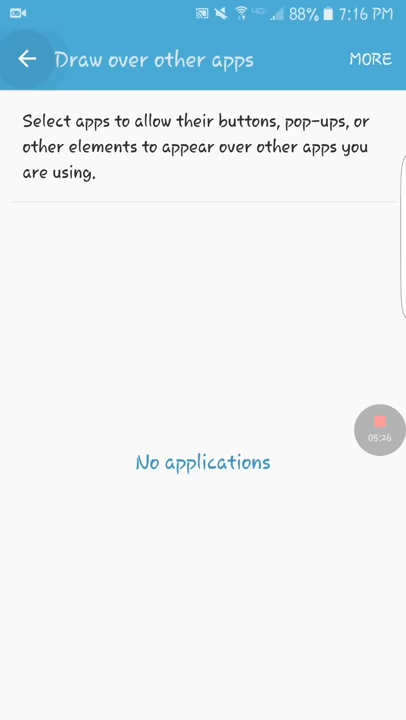 88% 7:16 PM
Draw over other apps MORE
Select apps to allow their buttons, pop-ups, or
other elements to appear over other apps you
are using.
05:26
No applications